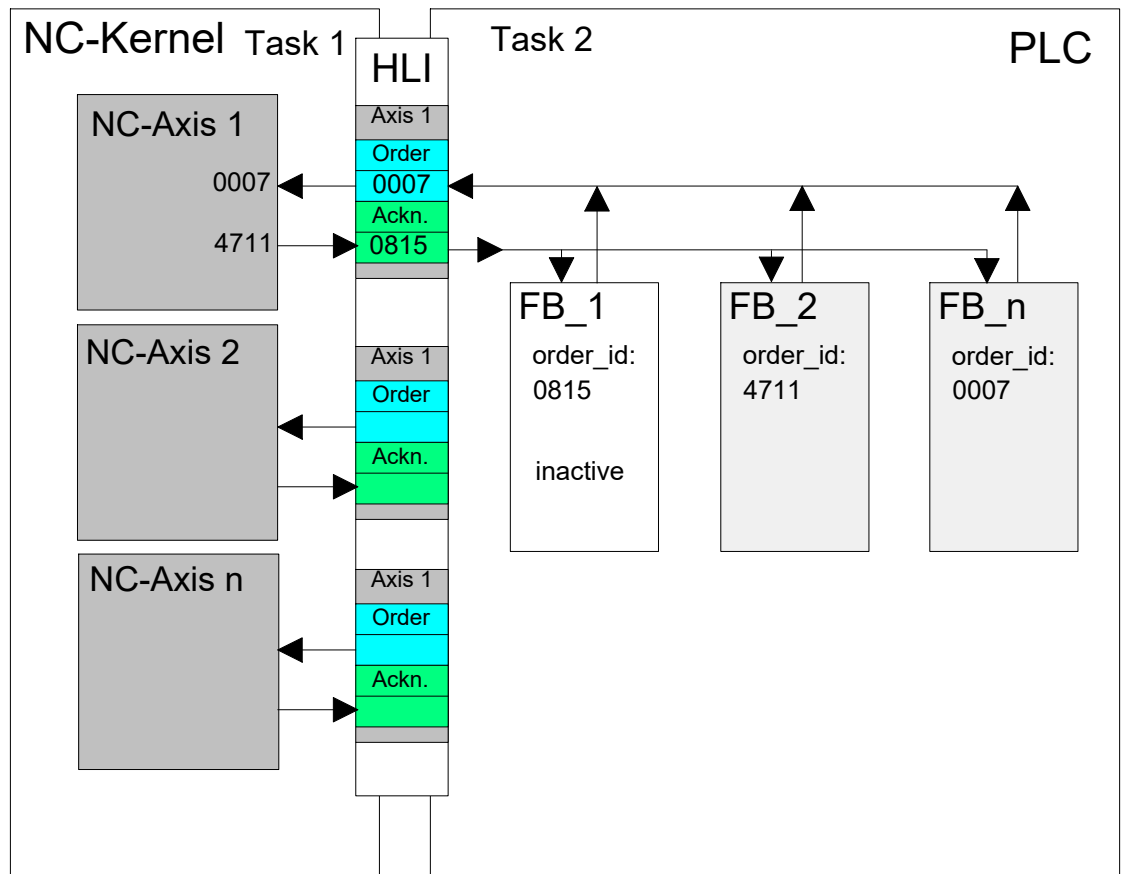 NC-Kernel
Task 1
HLI
Task 2
PLC
NC-Axis 1
0007
4711
Axis 1
Order
0007
Ackn.
0815
FB_1
order_id:
0815
inactive
FB_2
order_id:
4711
FB_n
order_id:
0007
NC-Axis 2
Axis 1
Order
Ackn.
NC-Axis n
Axis 1
Order
Ackn.